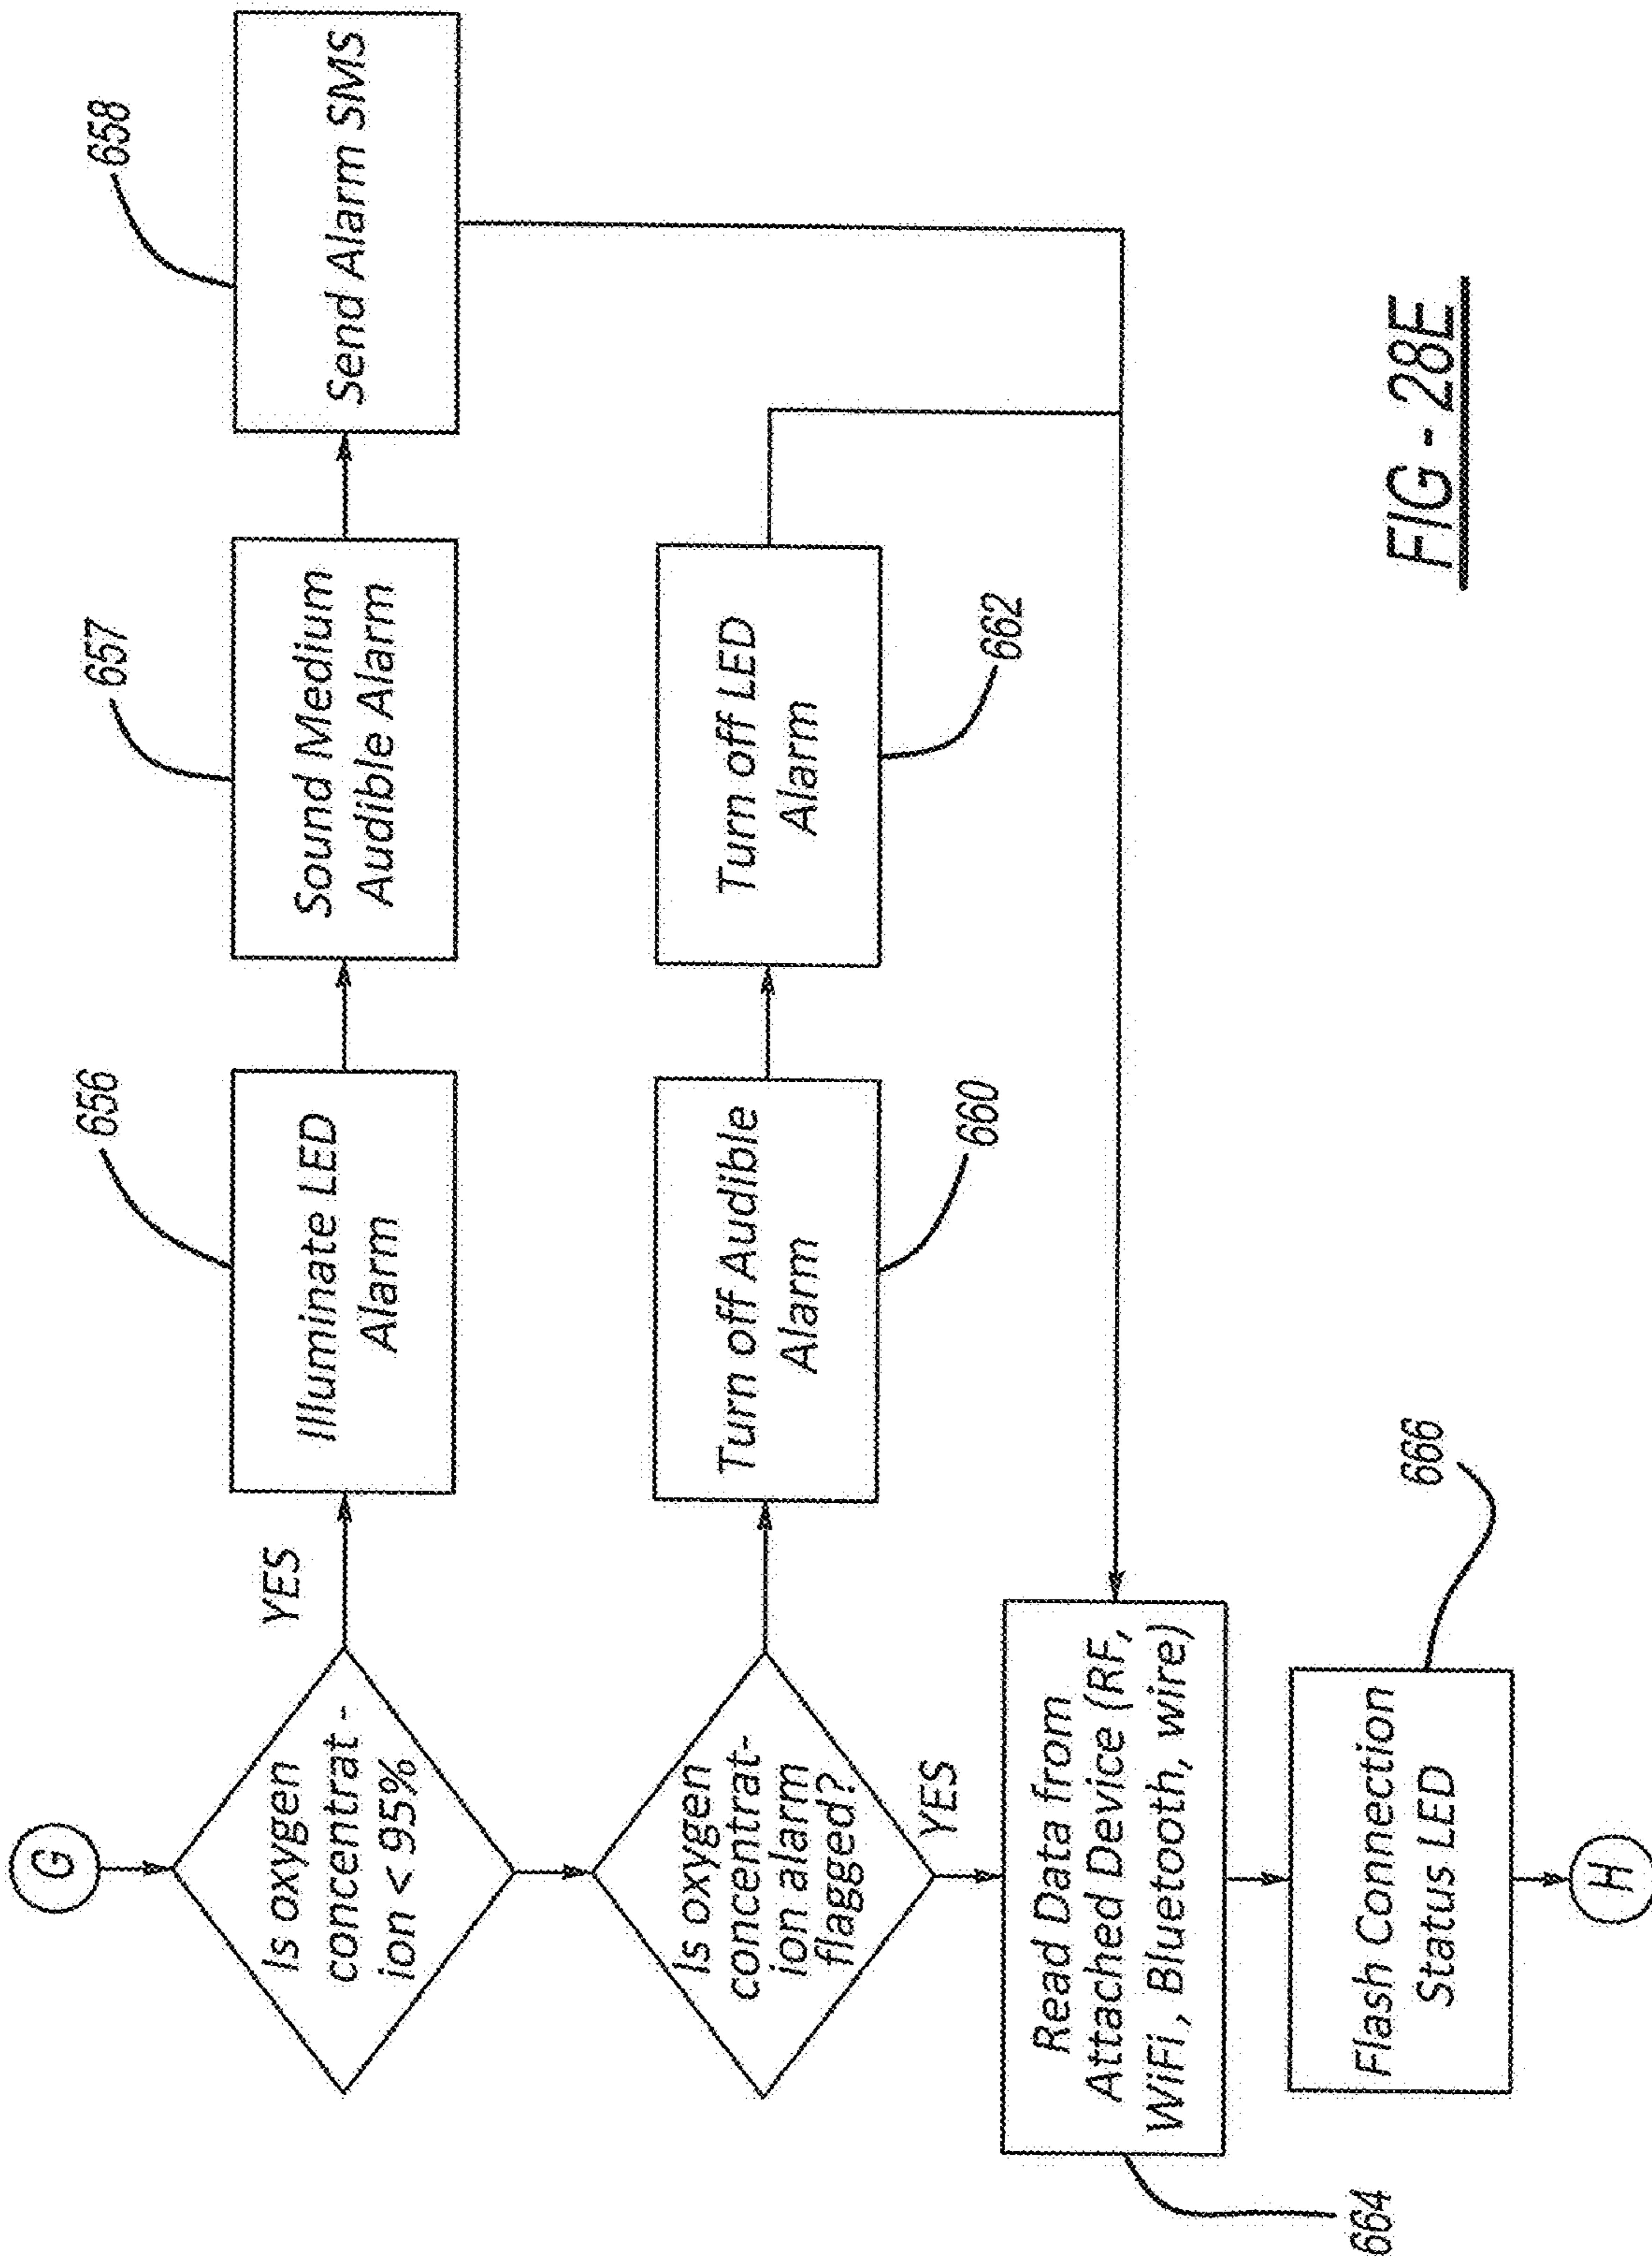 G
Is oxygen
concentrat -
ion < 95%
YES
Illuminate LED
Alarm
656
Sound Medium
Audible Alarm
657
Send Alarm SMS
658
Is oxygen
concentrat-
ion alarm
flagged?
YES
Turn off Audible
Alarm
660
Turn off LED
Alarm
662
Read Data from
Attached Device (RF,
WiFi, Bluetooth, wire)
664
Flash Connection
Status LED
666
H
FIG - 28E